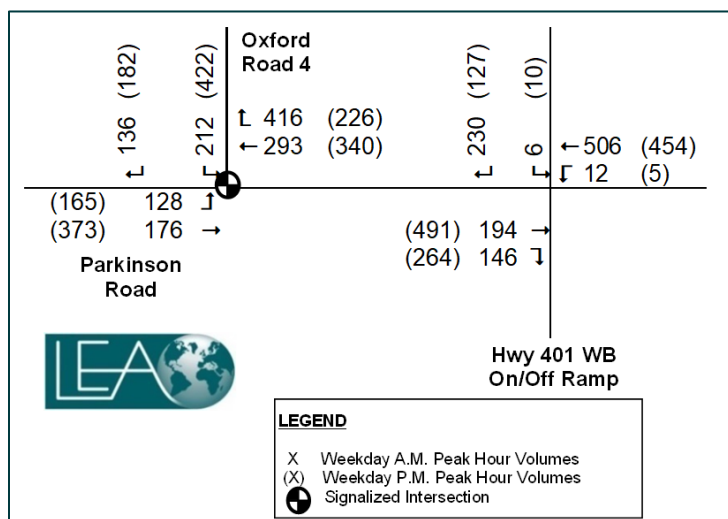 Oxford
Road 4
136 (182)
212 (422)
416 (226)
293 (340)
230 (127)
6 (10)
506 (454)
12 (5)
(165) 128
(373) 176
(491) 194
(264) 146
Parkinson
Road
LEA
Hwy 401 WB
On/Off Ramp
LEGEND
X Weekday A.M. Peak Hour Volumes
(X) Weekday P.M. Peak Hour Volumes
Signalized Intersection